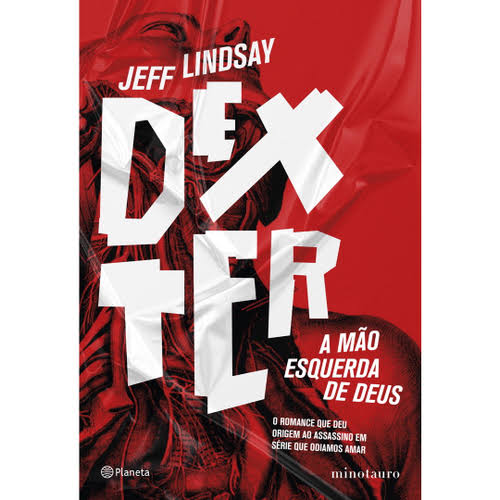 JEFF LINDSAY
DEX
TER
A MÃO
ESQUERDA
DE DEUS
O ROMANCE QUE DEU
ORIGEM AO ASSASSINO EM
SÉRIE QUE ODIAMOS AMAR
Planeta
minotauro